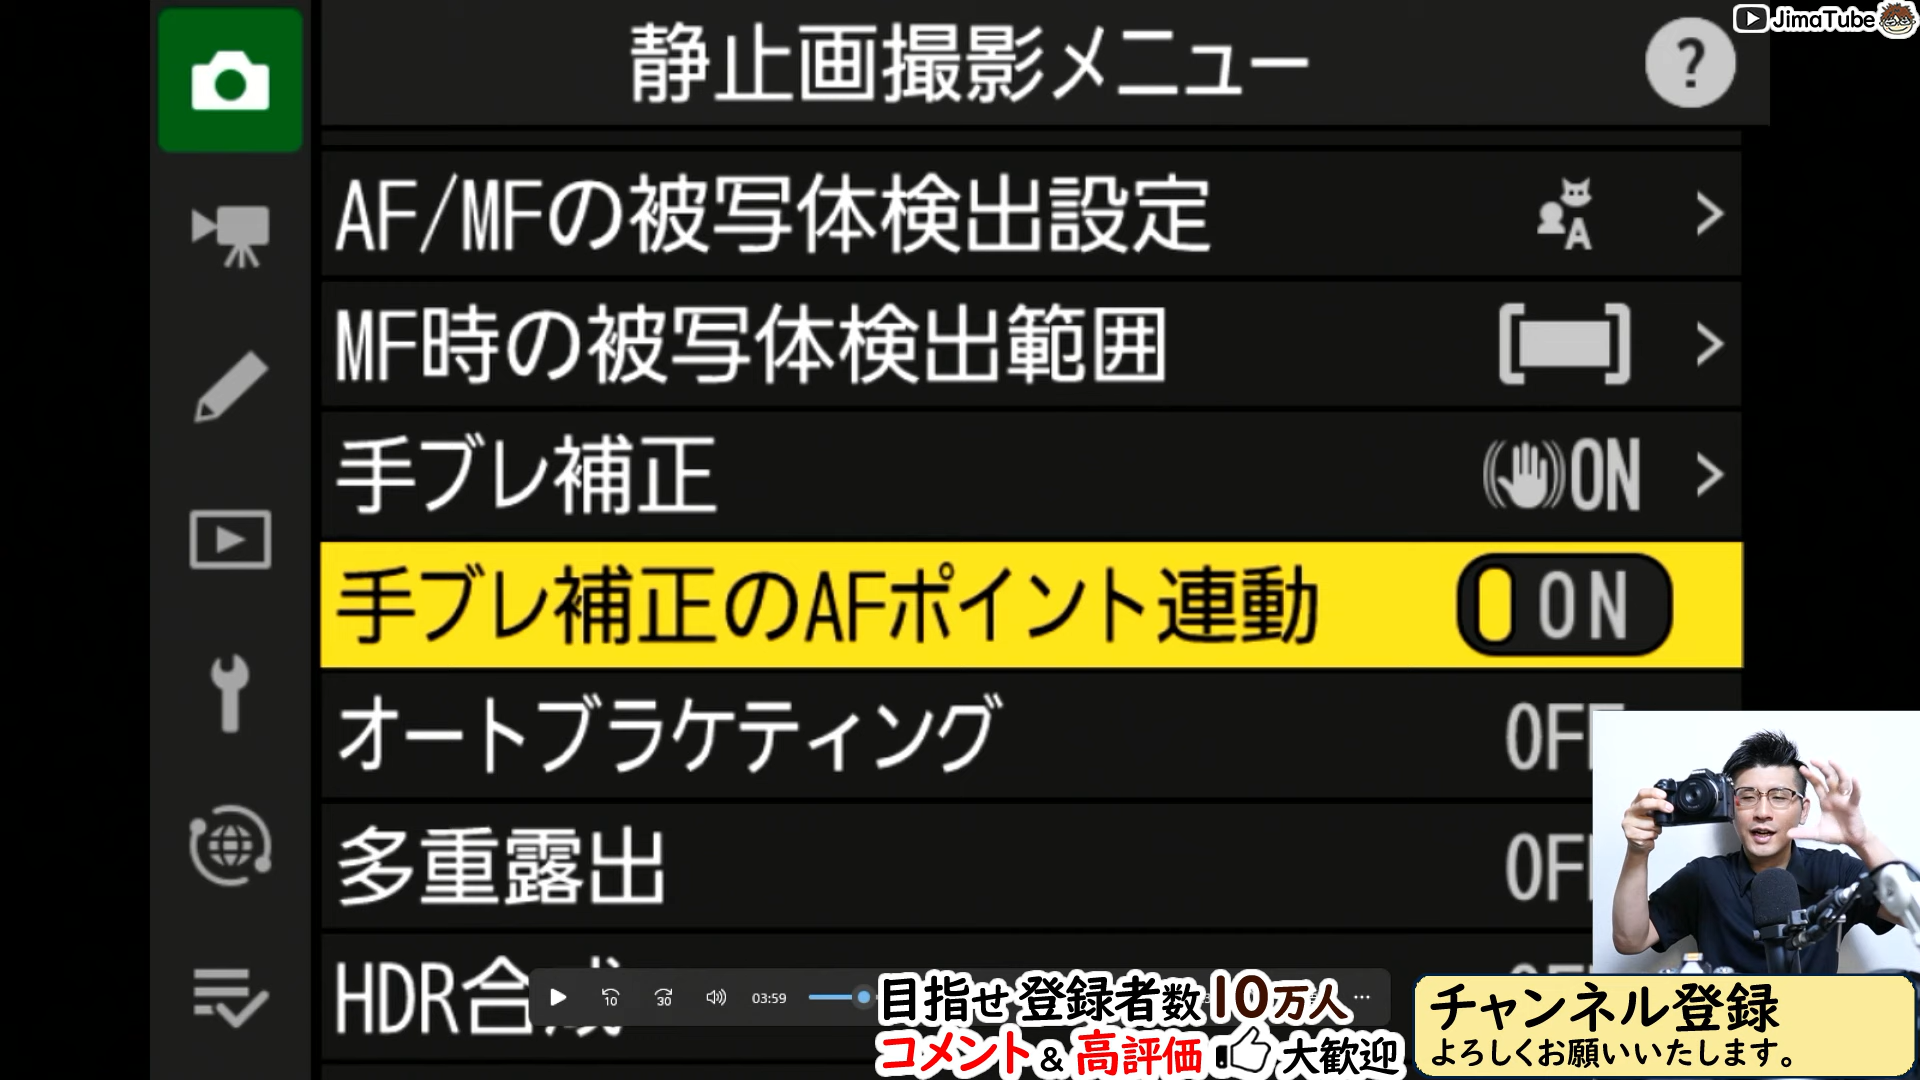 JimaTube
静止画撮影メニュー
?
AF/MFの被写体検出設定
A
MF時の被写体検出範囲
手ブレ補正
ON
手ブレ補正のAFポイント連動
ON
オートブラケティング
OFF
多重露出
OFF
HDR合成
10
30
03:59
目指せ登録者数10万人
コメント&高評価 大歓迎
チャンネル登録
よろしくお願いいたします。